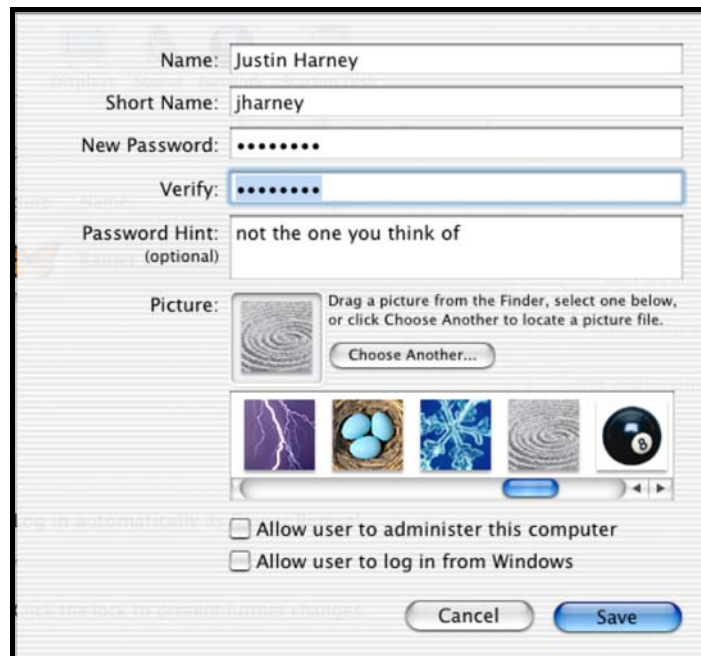 Name: Justin Harney
Short Name: jharney
New Password: ••••••••
Verify: ••••••••
Password Hint: not the one you think of
(optional)
Picture: Drag a picture from the Finder, select one below,
or click Choose Another to locate a picture file.
Choose Another...
8
Allow user to administer this computer
Allow user to log in from Windows
Cancel Save